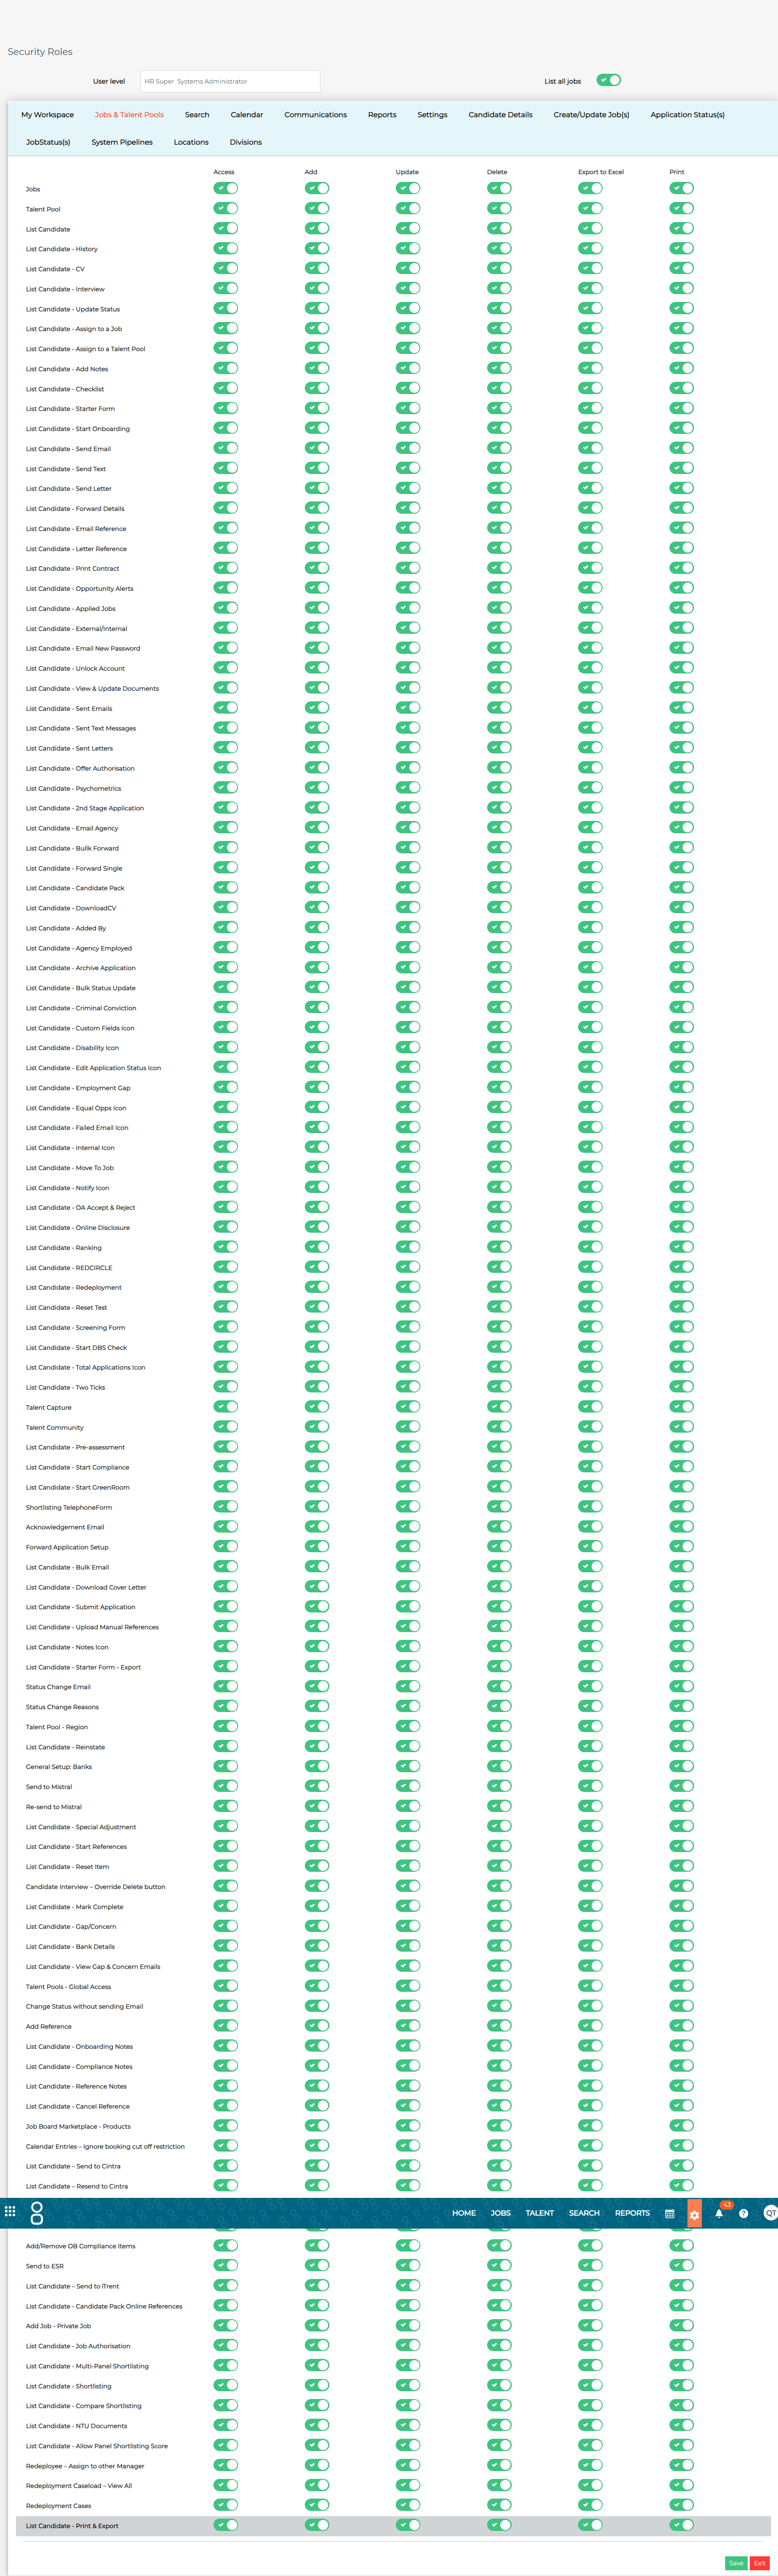 Security Roles
User level HR Super Systems Administrator List all jobs
My Workspace Jobs & Talent Pools Search Calendar Communications Reports Settings Candidate Details Create/Update Job(s) Application Status(s)
JobStatus(s) System Pipelines Locations Divisions
Access Add Update Delete Export to Excel Print
Jobs
Talent Pool
List Candidate
List Candidate - History
List Candidate - CV
List Candidate - Interview
List Candidate - Update Status
List Candidate - Assign to a Job
List Candidate - Assign to a Talent Pool
List Candidate - Add Notes
List Candidate - Checklist
List Candidate - Starter Form
List Candidate - Start Onboarding
List Candidate - Send Email
List Candidate - Send Text
List Candidate - Send Letter
List Candidate - Forward Details
List Candidate - Email Reference
List Candidate - Letter Reference
List Candidate - Print Contract
List Candidate - Opportunity Alerts
List Candidate - Applied Jobs
List Candidate - External/Internal
List Candidate - Email New Password
List Candidate - Unlock Account
List Candidate - View & Update Documents
List Candidate - Sent Emails
List Candidate - Sent Text Messages
List Candidate - Sent Letters
List Candidate - Offer Authorisation
List Candidate - Psychometrics
List Candidate - 2nd Stage Application
List Candidate - Email Agency
List Candidate - Bullk Forward
List Candidate - Forward Single
List Candidate - Candidate Pack
List Candidate - DownloadCV
List Candidate - Added By
List Candidate - Agency Employed
List Candidate - Archive Application
List Candidate - Bulk Status Update
List Candidate - Criminal Conviction
List Candidate - Custom Fields Icon
List Candidate - Disability Icon
List Candidate - Edit Application Status Icon
List Candidate - Employment Gap
List Candidate - Equal Opps Icon
List Candidate - Failed Email Icon
List Candidate - Internal Icon
List Candidate - Move To Job
List Candidate - Notify Icon
List Candidate - OA Accept & Reject
List Candidate - Online Disclosure
List Candidate - Ranking
List Candidate - REDCIRCLE
List Candidate - Redeployment
List Candidate - Reset Test
List Candidate - Screening Form
List Candidate - Start DBS Check
List Candidate - Total Applications Icon
List Candidate - Two Ticks
Talent Capture
Talent Community
List Candidate - Pre-assessment
List Candidate - Start Compliance
List Candidate - Start GreenRoom
Shortlisting TelephoneForm
Acknowledgement Email
Forward Application Setup
List Candidate - Bulk Email
List Candidate - Download Cover Letter
List Candidate - Submit Application
List Candidate - Upload Manual References
List Candidate - Notes Icon
List Candidate - Starter Form - Export
Status Change Email
Status Change Reasons
Talent Pool - Region
List Candidate - Reinstate
General Setup: Banks
Send to Mistral
Re-send to Mistral
List Candidate - Special Adjustment
List Candidate - Start References
List Candidate - Reset Item
Candidate Interview – Override Delete button
List Candidate - Mark Complete
List Candidate - Gap/Concern
List Candidate - Bank Details
List Candidate - View Gap & Concern Emails
Talent Pools - Global Access
Change Status without sending Email
Add Reference
List Candidate - Onboarding Notes
List Candidate - Compliance Notes
List Candidate - Reference Notes
List Candidate - Cancel Reference
Job Board Marketplace - Products
Calendar Entries – Ignore booking cut off restriction
List Candidate – Send to Cintra
List Candidate – Resend to Cintra
HOME JOBS TALENT SEARCH REPORTS 43 ? QT
Add/Remove OB Compliance Items
Send to ESR
List Candidate – Send to iTrent
List Candidate - Candidate Pack Online References
Add Job - Private Job
List Candidate - Job Authorisation
List Candidate - Multi-Panel Shortlisting
List Candidate - Shortlisting
List Candidate - Compare Shortlisting
List Candidate - NTU Documents
List Candidate - Allow Panel Shortlisting Score
Redeployee – Assign to other Manager
Redeployment Caseload – View All
Redeployment Cases
List Candidate - Print & Export
Save Exit